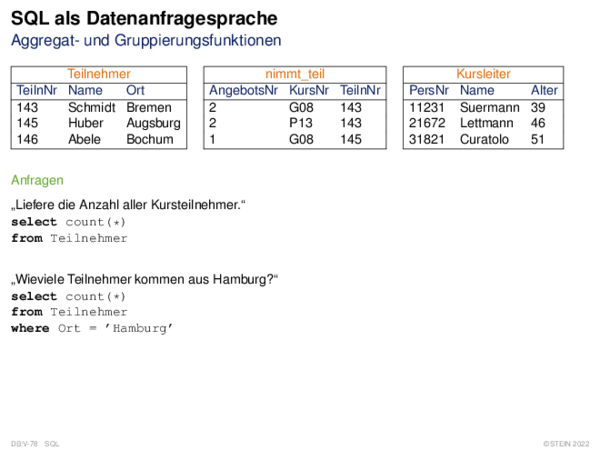 SQL als Datenanfragesprache
Aggregat- und Gruppierungsfunktionen
Teilnehmer
TeilnNr Name Ort
143 Schmidt Bremen
145 Huber Augsburg
146 Abele Bochum
nimmt_teil
AngebotsNr KursNr TeilnNr
2 G08 143
2 P13 143
1 G08 145
Kursleiter
PersNr Name Alter
11231 Suermann 39
21672 Lettmann 46
31821 Curatolo 51
Anfragen
„Liefere die Anzahl aller Kursteilnehmer.“
select count(*)
from Teilnehmer
„Wieviele Teilnehmer kommen aus Hamburg?“
select count(*)
from Teilnehmer
where Ort = ’Hamburg’
DB:V-78 SQL
©STEIN 2022